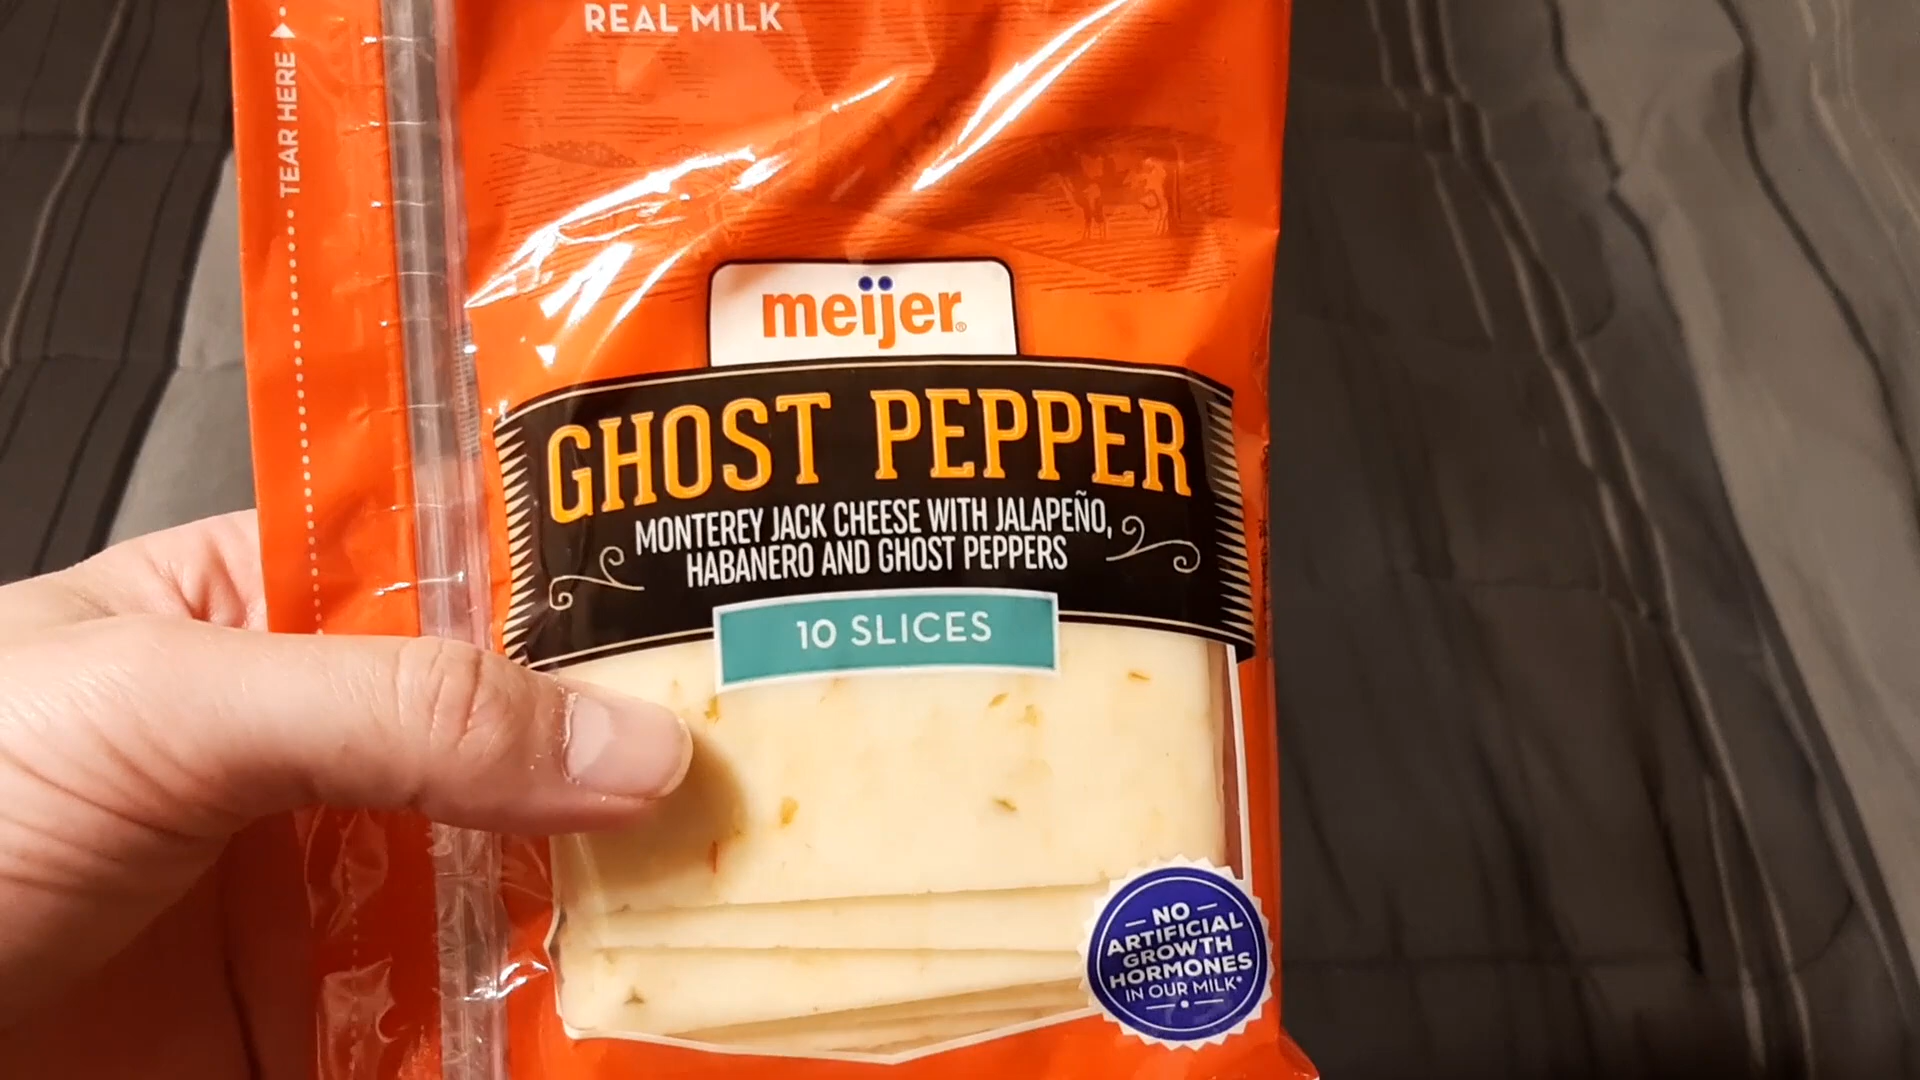 REAL MILK
TEAR HERE
meijer®
GHOST PEPPER
MONTEREY JACK CHEESE WITH JALAPEÑO,
HABANERO AND GHOST PEPPERS
10 SLICES
NO
ARTIFICIAL
GROWTH
HORMONES
IN OUR MILK*